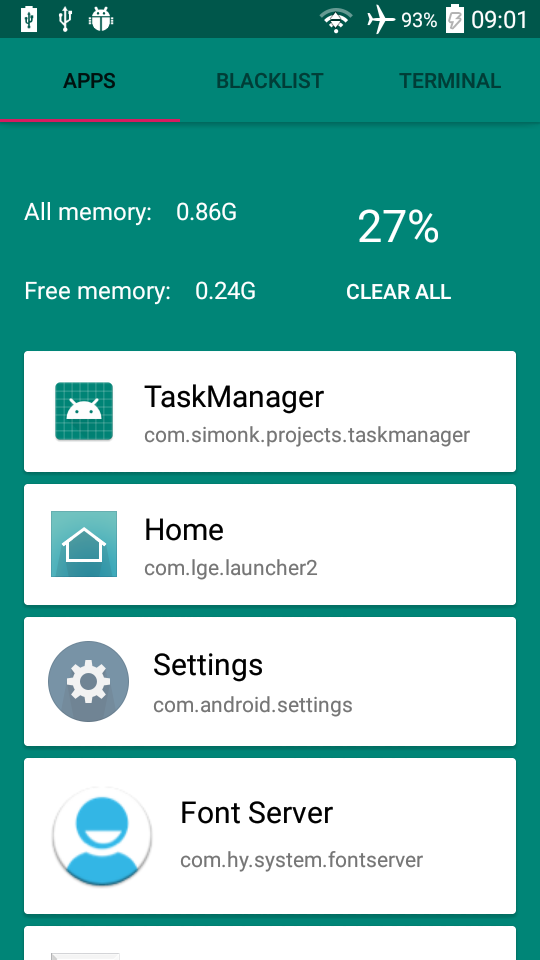 93% 09:01
APPS BLACKLIST TERMINAL
All memory: 0.86G
27%
Free memory: 0.24G
CLEAR ALL
TaskManager
com.simonk.projects.taskmanager
Home
com.lge.launcher2
Settings
com.android.settings
Font Server
com.hy.system.fontserver